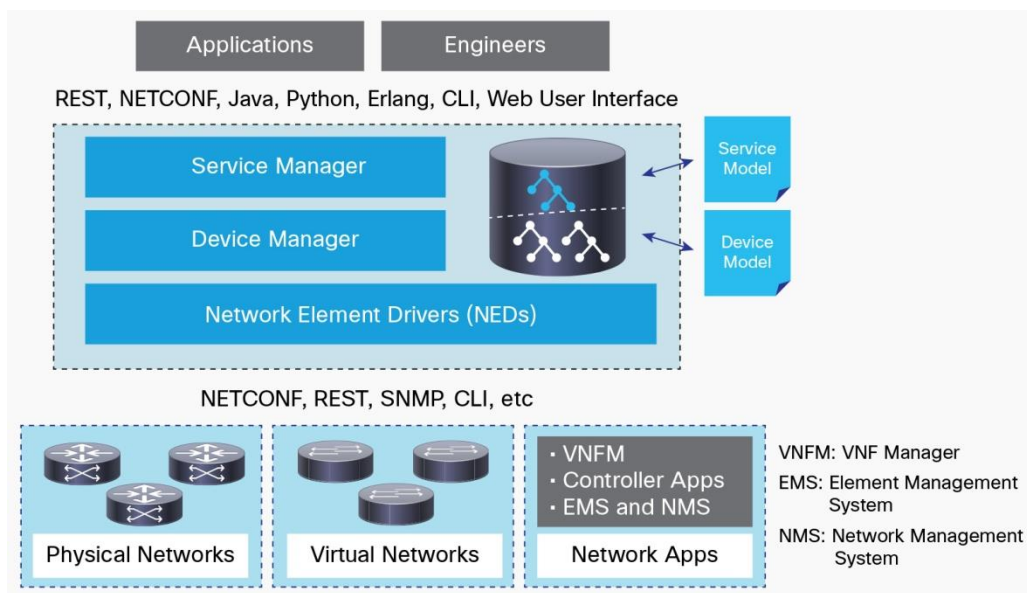 Applications
Engineers
REST, NETCONF, Java, Python, Erlang, CLI, Web User Interface
Service Manager
Device Manager
Network Element Drivers (NEDs)
Service
Model
Device
Model
NETCONF, REST, SNMP, CLI, etc
Physical Networks
Virtual Networks
· VNFM
· Controller Apps
· EMS and NMS
Network Apps
VNFM: VNF Manager
EMS: Element Management
System
NMS: Network Management
System